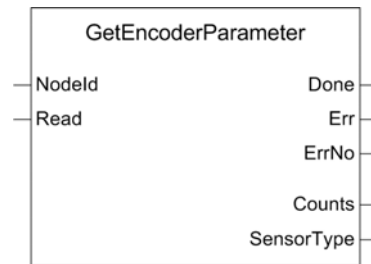 GetEncoderParameter
NodeId Done
Read Err
ErrNo
Counts
SensorType